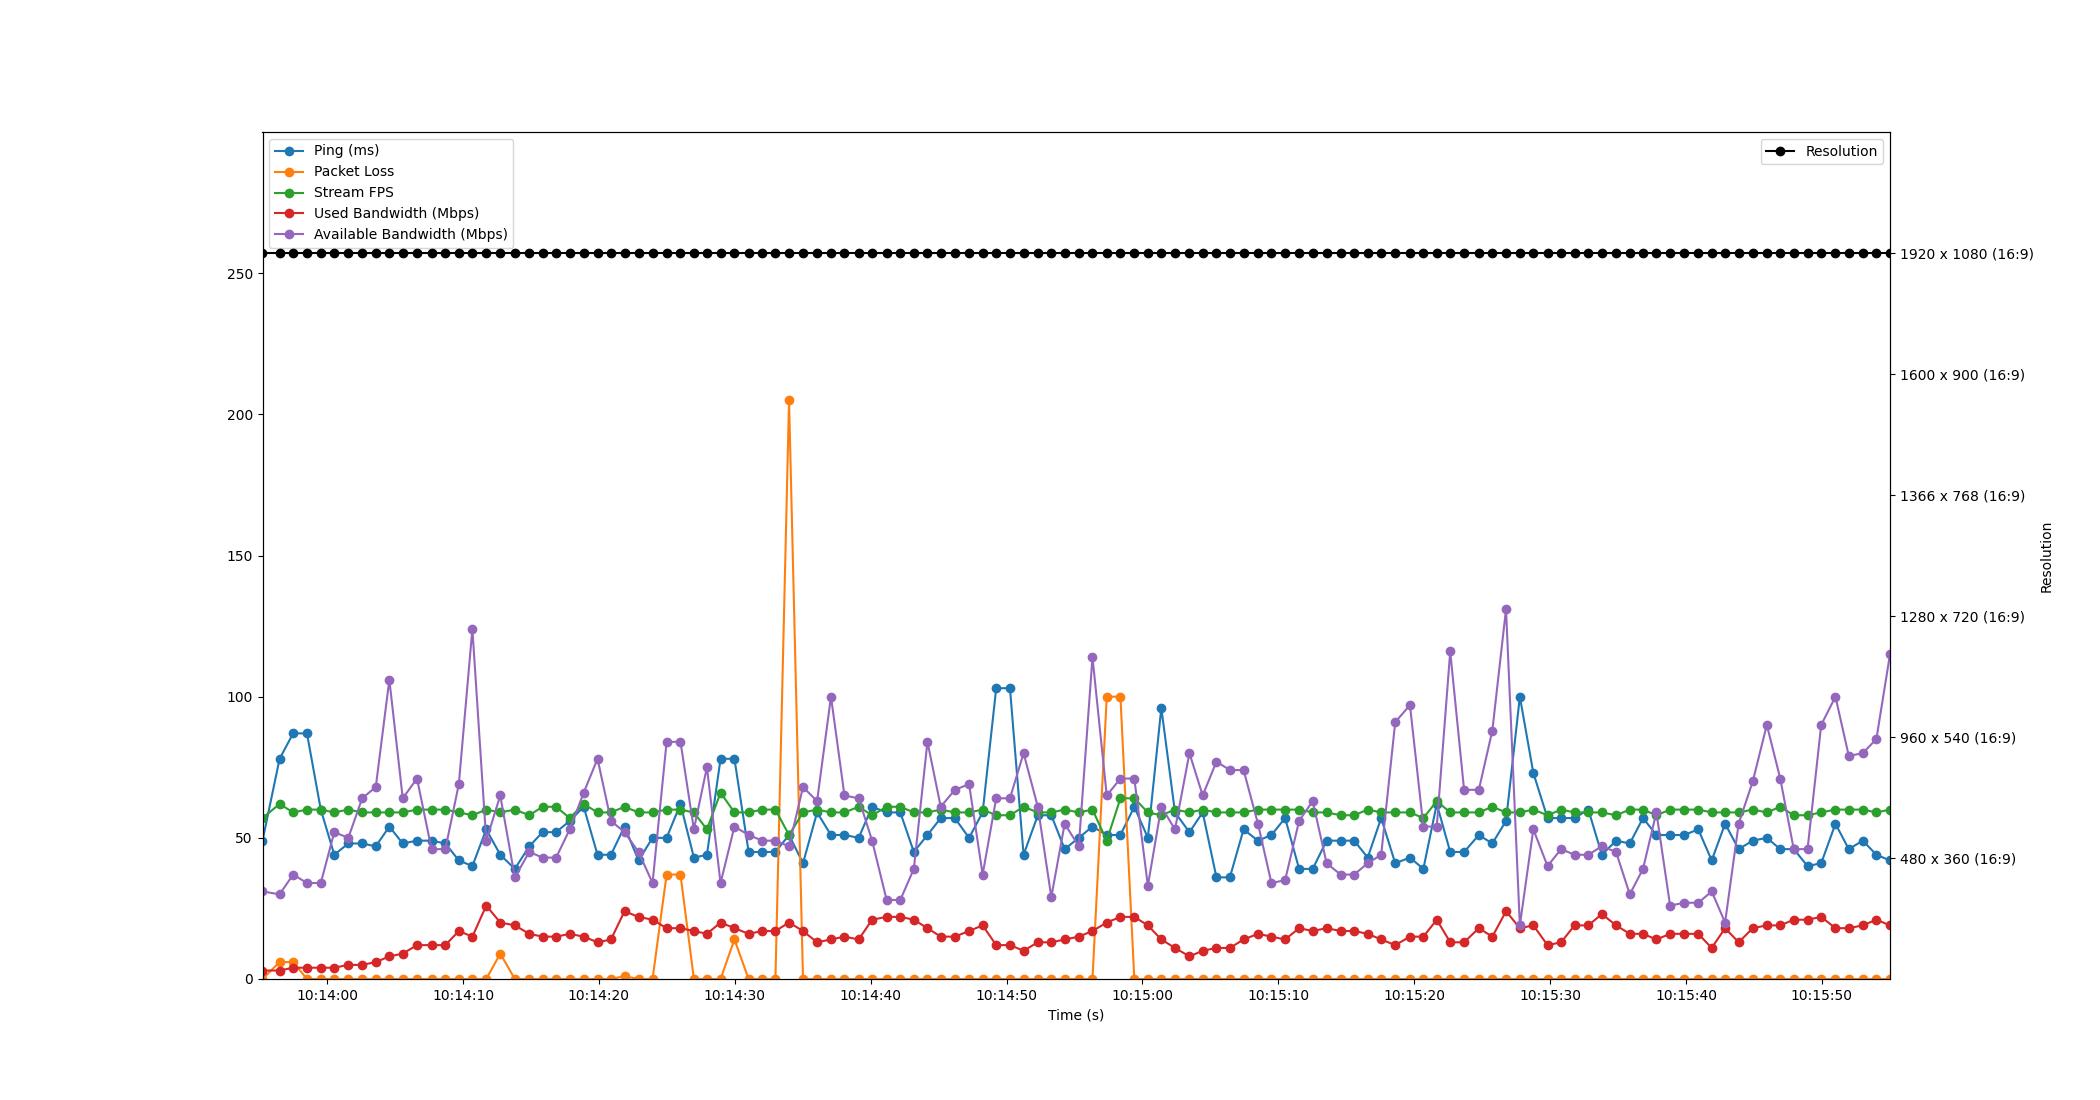 Ping (ms)
Packet Loss
Stream FPS
Used Bandwidth (Mbps)
Available Bandwidth (Mbps)
Resolution
250
200
150
100
50
0
1920 x 1080 (16:9)
1600 x 900 (16:9)
1366 x 768 (16:9)
1280 x 720 (16:9)
960 x 540 (16:9)
480 x 360 (16:9)
Resolution
10:14:00
10:14:10
10:14:20
10:14:30
10:14:40
10:14:50
10:15:00
10:15:10
10:15:20
10:15:30
10:15:40
10:15:50
Time (s)